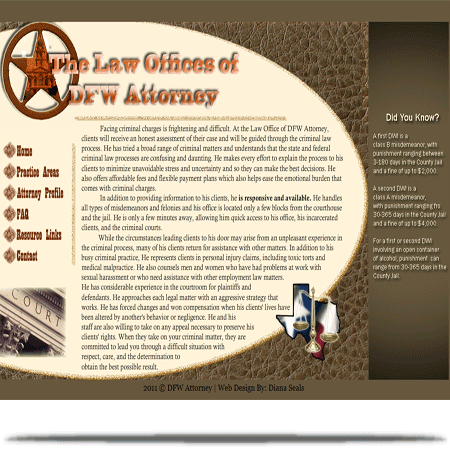 The Law Offices of
DFW Attorney
Home
Practice Areas
Attorney Profile
FAQ
Resource Links
Contact
COURT
Facing criminal charges is frightening and difficult. At the Law Office of DFW Attorney,
clients will receive an honest assessment of their case and will be guided through the criminal law
process. He has tried a broad range of criminal matters and understands that the state and federal
criminal law processes are confusing and daunting. He makes every effort to explain the process to his
clients to minimize unavoidable stress and uncertainty and so they can make the best decisions. He
also offers affordable fees and flexible payment plans which also helps ease the emotional burden that
comes with criminal charges.
In addition to providing information to his clients, he is responsive and available. He handles
all types of misdemeanors and felonies and his office is located only a few blocks from the courthouse
and the jail. He is only a few minutes away, allowing him quick access to his office, his incarcerated
clients, and the criminal courts.
While the circumstances leading clients to his door may arise from an unpleasant experience in
the criminal process, many of his clients return for assistance with other matters. In addition to his
busy criminal practice, He represents clients in personal injury claims, including toxic torts and
medical malpractice. He also counsels men and women who have had problems at work with
sexual harassment or who need assistance with other employment law matters.
He has considerable experience in the courtroom for plaintiffs and
defendants. He approaches each legal matter with an aggressive strategy that
works. He has forced changes and won compensation when his clients' lives have
been altered by another's behavior or negligence. He and his
staff are also willing to take on any appeal necessary to preserve his
clients' rights. When they take on your criminal matter, they are
committed to lead you through a difficult situation with
respect, care, and the determination to
obtain the best possible result.
Did You Know?
A first DWI is a
class B misdemeanor, with
punishment ranging between
3-180 days in the County Jail
and a fine of up to $2,000.
A second DWI is a
class A misdemeanor,
with punishment ranging fro
30-365 days in the County Jail
and a fine of up to $4,000.
For a first or second DWI
involving an open container
of alcohol, punishment can
range from 30-365 days in the
County Jail.
2011 © DFW Attorney | Web Design By: Diana Seals